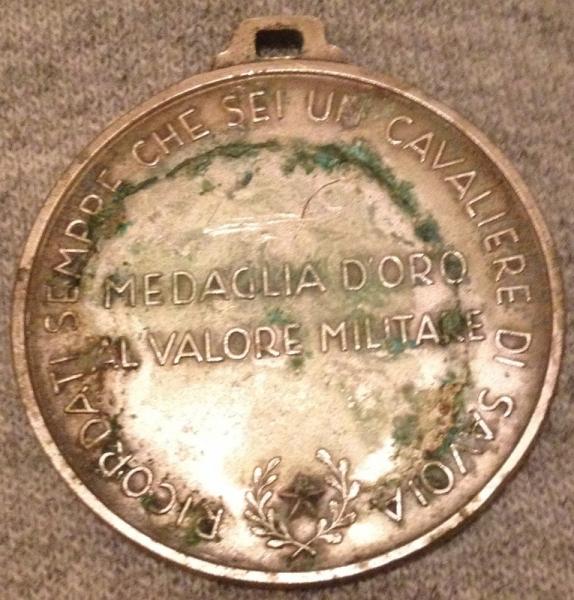 RICORDATI SEMPRE CHE SEI UN CAVALIERE DI SAVOIA
MEDAGLIA D'ORO
AL VALORE MILITARE